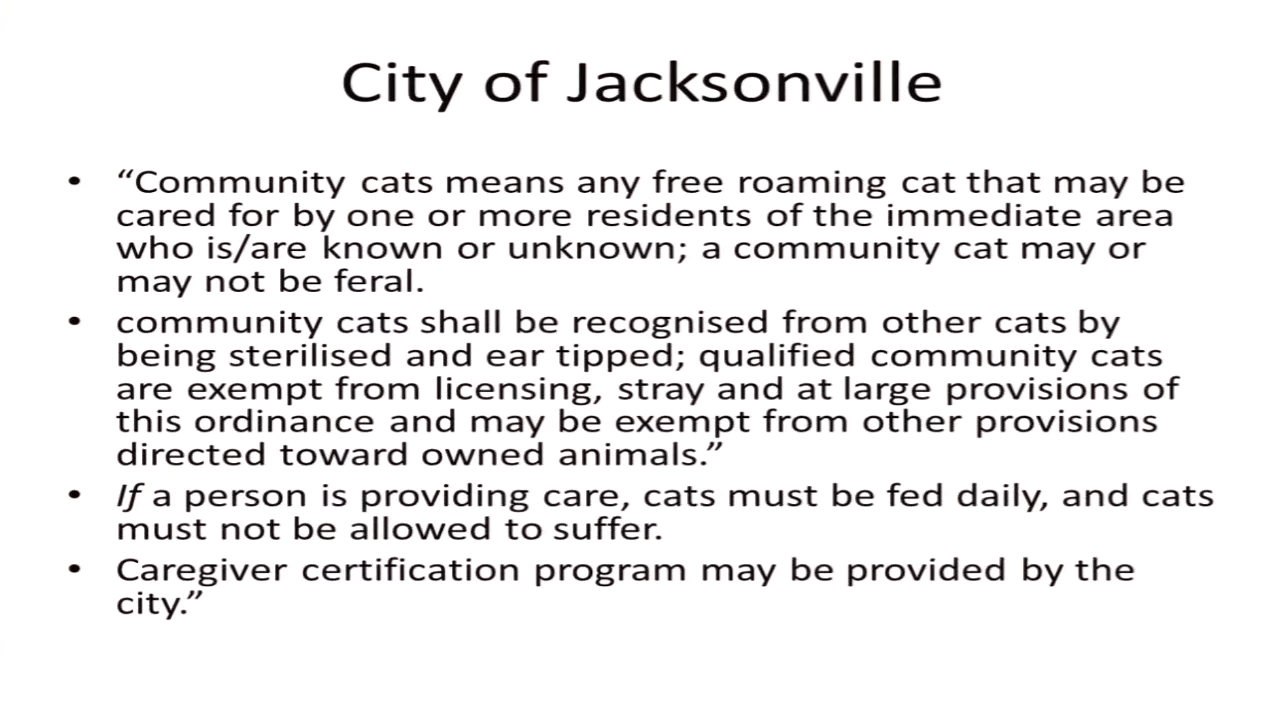 City of Jacksonville
• “Community cats means any free roaming cat that may be
cared for by one or more residents of the immediate area
who is/are known or unknown; a community cat may or
may not be feral.
• community cats shall be recognised from other cats by
being sterilised and ear tipped; qualified community cats
are exempt from licensing, stray and at large provisions of
this ordinance and may be exempt from other provisions
directed toward owned animals.”
• If a person is providing care, cats must be fed daily, and cats
must not be allowed to suffer.
• Caregiver certification program may be provided by the
city.”